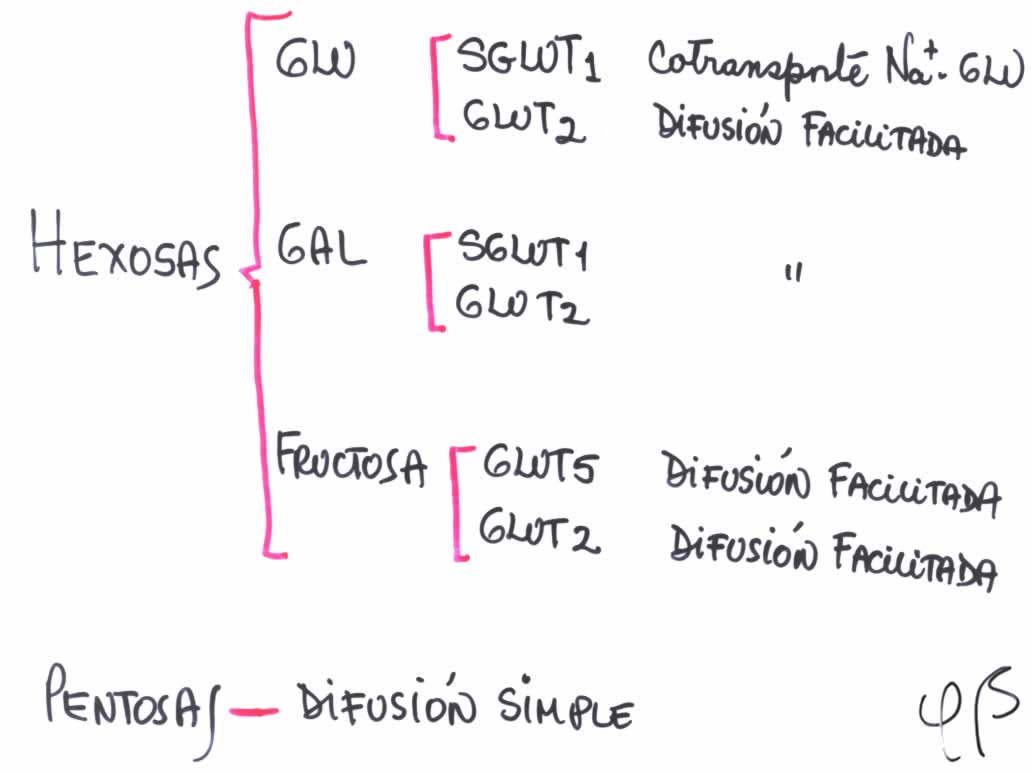 GLU SGLUT1 Cotransporte Na+. GLU
GLUT2 DIFUSIÓN FACILITADA
HEXOSAS GAL SGLUT1 "
GLUT2
FRUCTOSA GLUT5 DIFUSIÓN FACILITADA
GLUT2 DIFUSIÓN FACILITADA
PENTOSAS — DIFUSIÓN SIMPLE